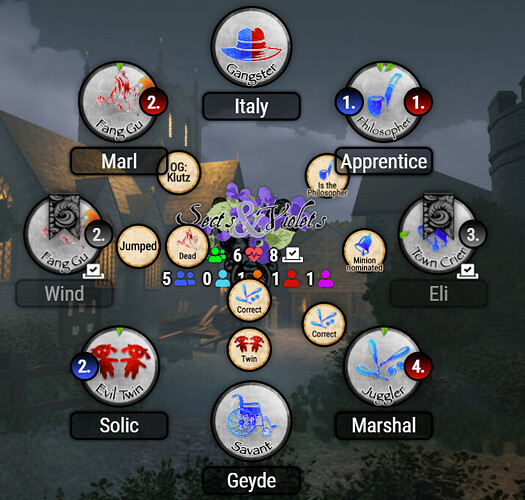 Gangster
Italy
Fang Gu
2.
Marl
1.
Philosopher
1.
Apprentice
OG:
Klutz
Is the
Philosopher
Sects & Violets
Fang Gu
2.
Wind
Jumped
Dead
6 8
5 0 1 1 1
Minion
nominated
Town Crier
3.
Eli
Correct
Correct
Twin
2.
Evil Twin
Solic
Savant
Geyde
Juggler
4.
Marshal